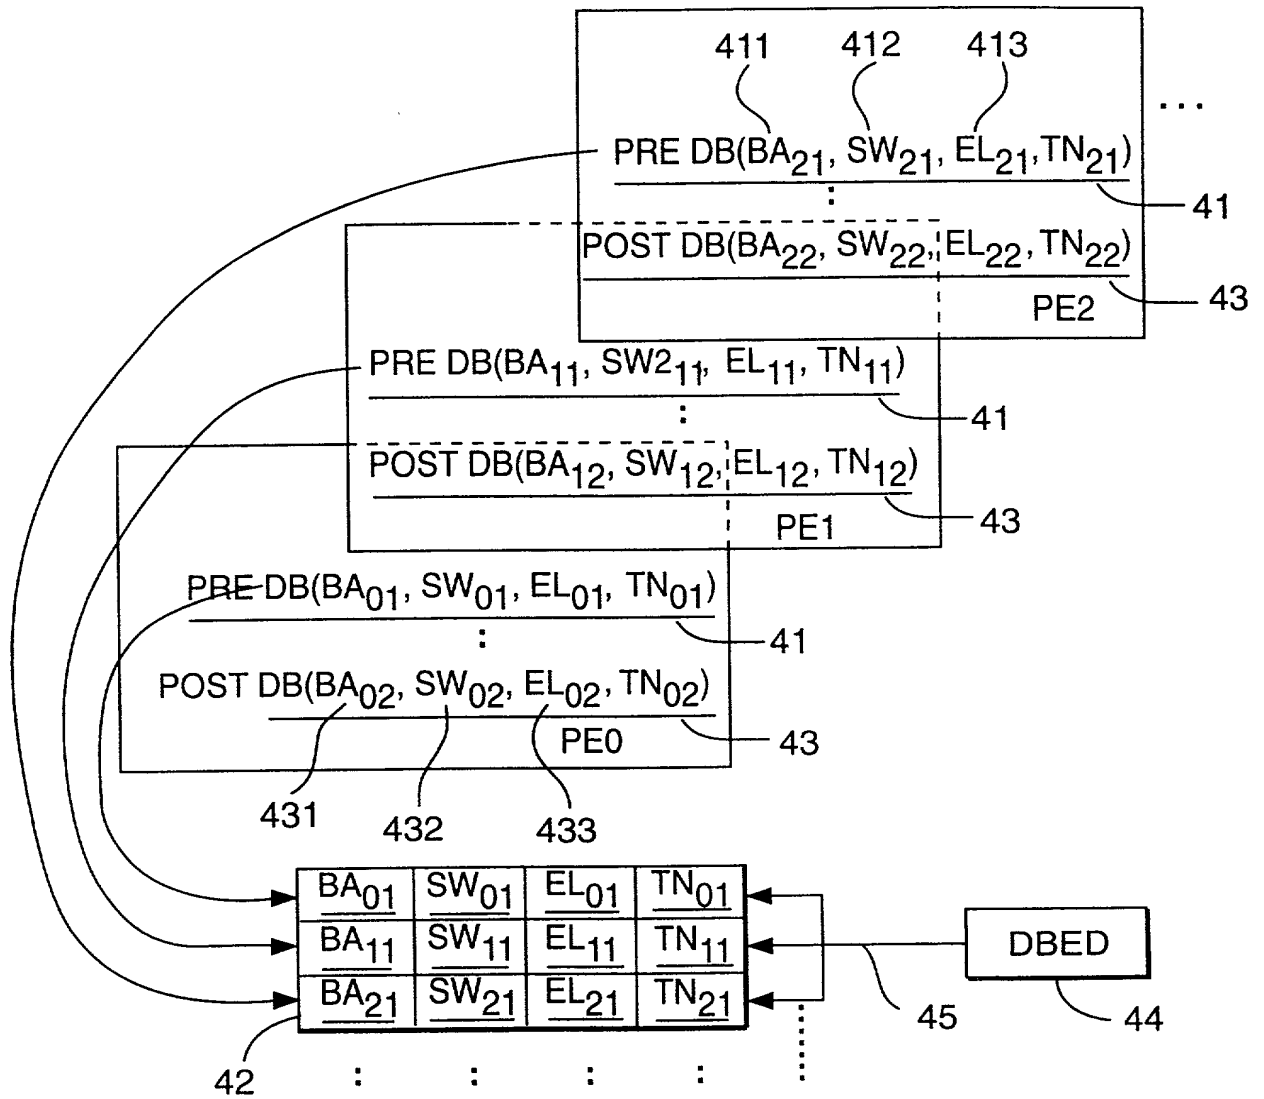 411 412 413
PRE DB(BA21, SW21, EL21,TN21)
...
41
:
POST DB(BA22, SW22, EL22, TN22)
43
PE2
PRE DB(BA11, SW211, EL11, TN11)
41
:
POST DB(BA12, SW12, EL12, TN12)
43
PE1
PRE DB(BA01, SW01, EL01, TN01)
41
:
POST DB(BA02, SW02, EL02, TN02)
43
PE0
431 432 433
BA01 SW01 EL01 TN01
BA11 SW11 EL11 TN11
BA21 SW21 EL21 TN21
DBED
45 44
42
: : : :